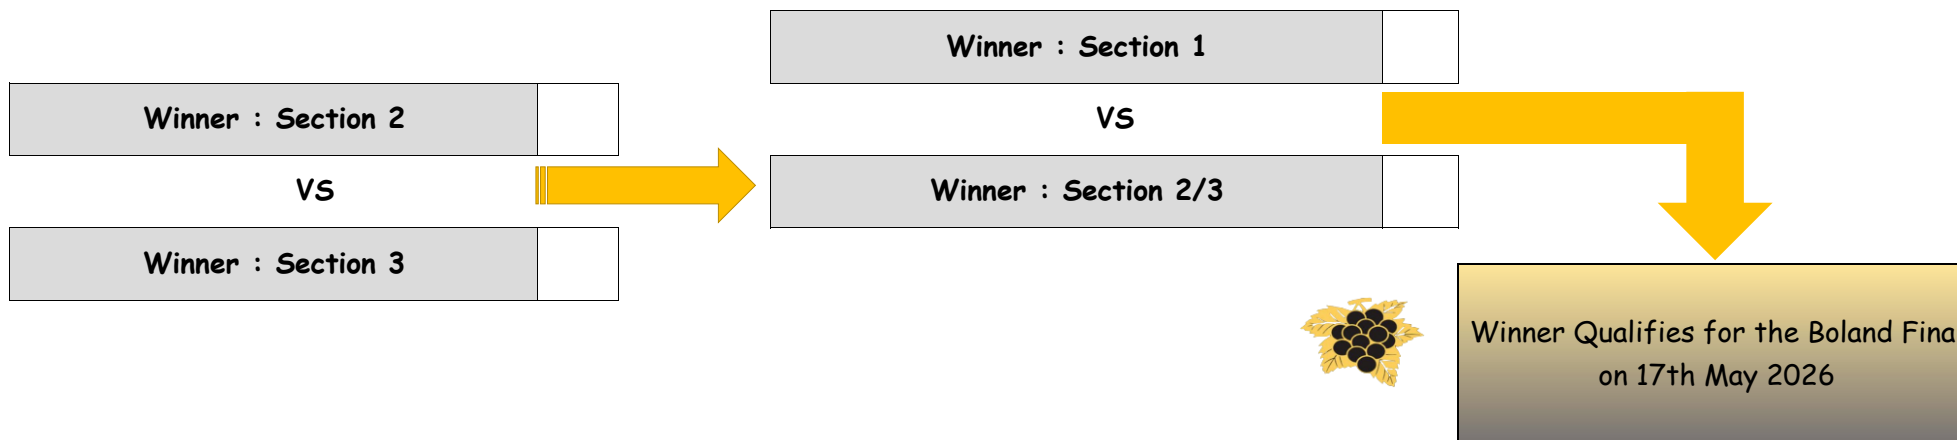 Winner : Section 2
VS
Winner : Section 3
Winner : Section 1
VS
Winner : Section 2/3
Winner Qualifies for the Boland Fina
on 17th May 2026